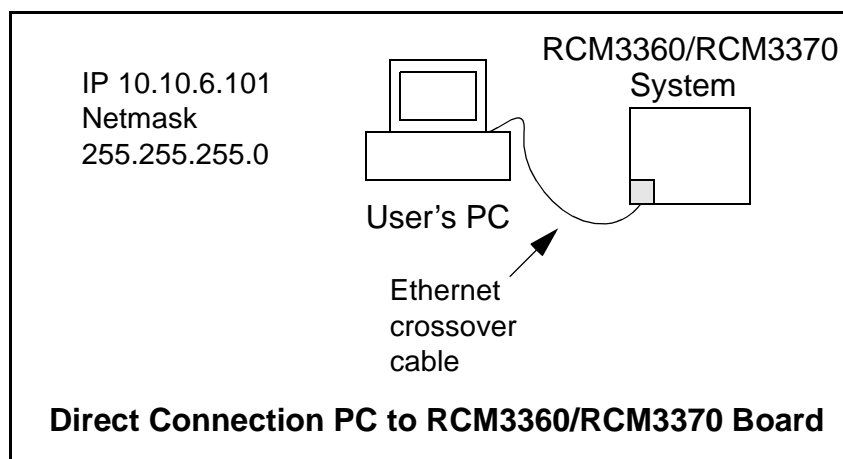 IP 10.10.6.101
Netmask
255.255.255.0
User's PC
RCM3360/RCM3370
System
Ethernet
crossover
cable
Direct Connection PC to RCM3360/RCM3370 Board